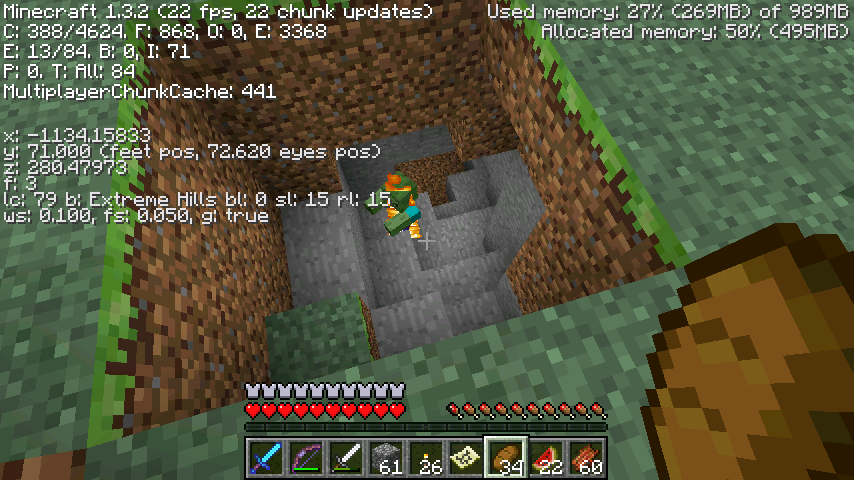 Minecraft 1.3.2 (22 fps, 22 chunk updates)
Used memory: 27% (269MB) of 989MB
C: 388/4624, F: 868, O: 0, E: 3368
Allocated memory: 50% (495MB)
E: 13/84, B: 0, I: 71
P: 0, T: All: 84
MultiplayerChunkCache: 441
x: -1134.15833
y: 71.000 (feet pos, 72.620 eyes pos)
z: 280.47973
f: 3
lc: 79 b: Extreme Hills bl: 0 sl: 15 rl: 15
ws: 0.100, fs: 0.050, g: true
61 26 34 22 60